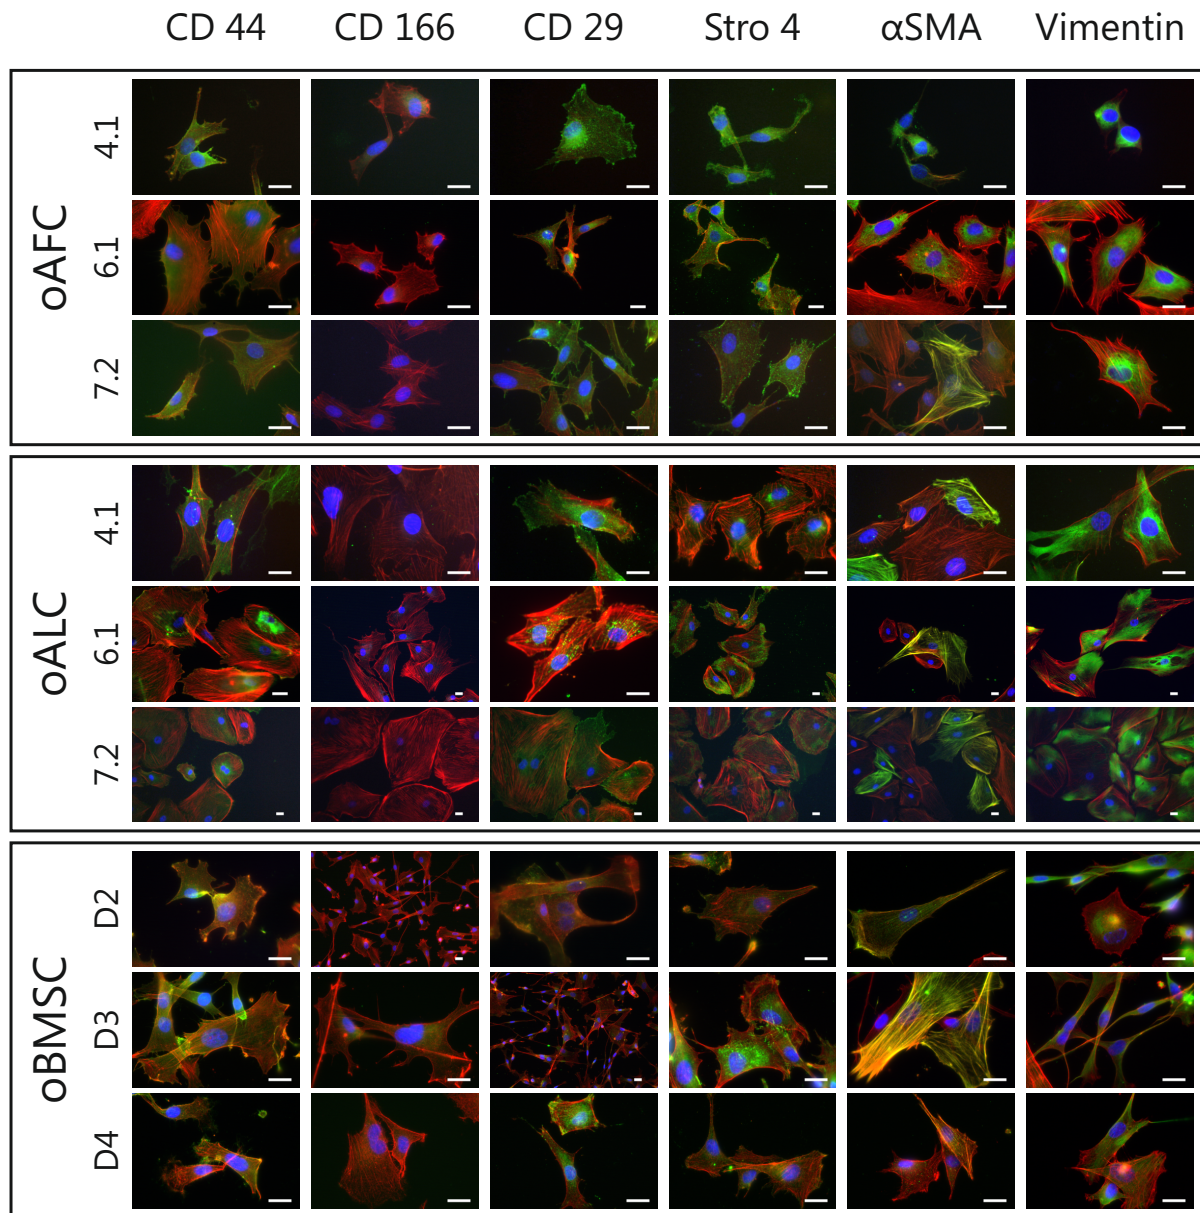 CD 44 CD 166 CD 29 Stro 4 αSMA Vimentin
oAFC
4.1
6.1
7.2
oALC
4.1
6.1
7.2
oBMSC
D2
D3
D4